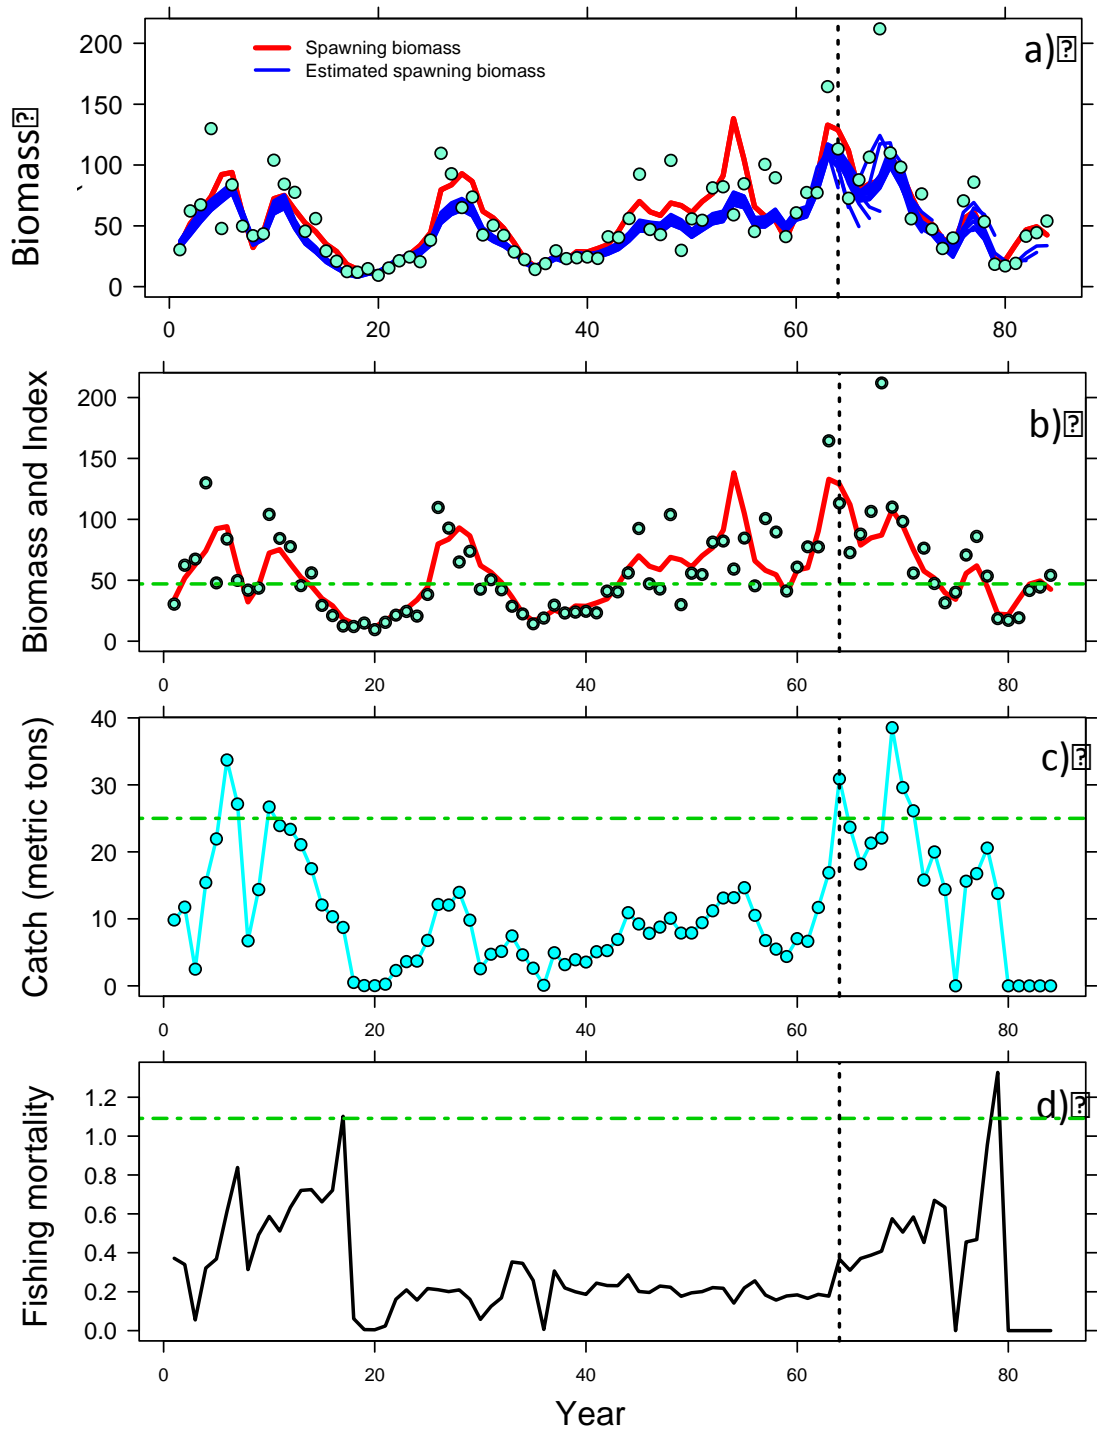 200
150
100
50
0
Biomass⍰
Spawning biomass
Estimated spawning biomass
a)⍰
0 20 40 60 80
200
150
100
50
0
Biomass and Index
b)⍰
0 20 40 60 80
40
30
20
10
0
Catch (metric tons)
c)⍰
0 20 40 60 80
1.2
1.0
0.8
0.6
0.4
0.2
0.0
Fishing mortality
d)⍰
0 20 40 60 80
Year